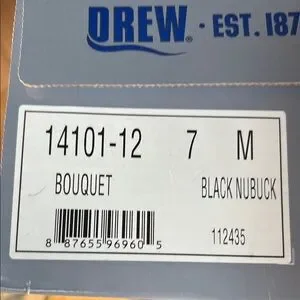 DREW® · EST. 187
14101-12 7 M
BOUQUET BLACK NUBUCK
8 87655 96960 5 112435